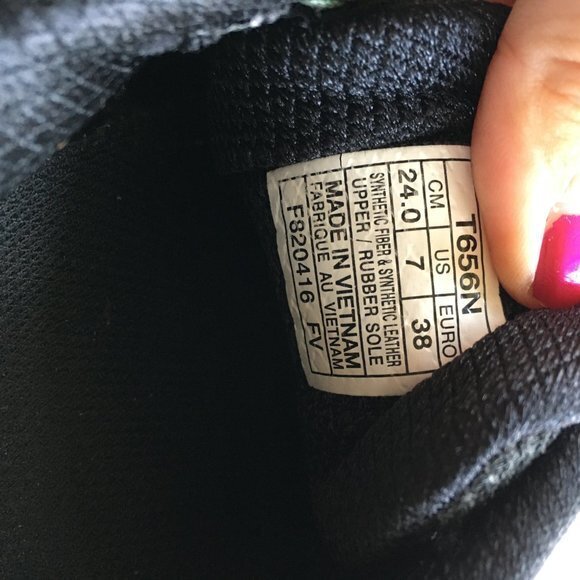 T656N
CM US EURO
24.0 7 38
SYNTHETIC FIBER & SYNTHETIC LEATHER
UPPER / RUBBER SOLE
MADE IN VIETNAM
FABRIQUE AU VIETNAM
F820416 FV